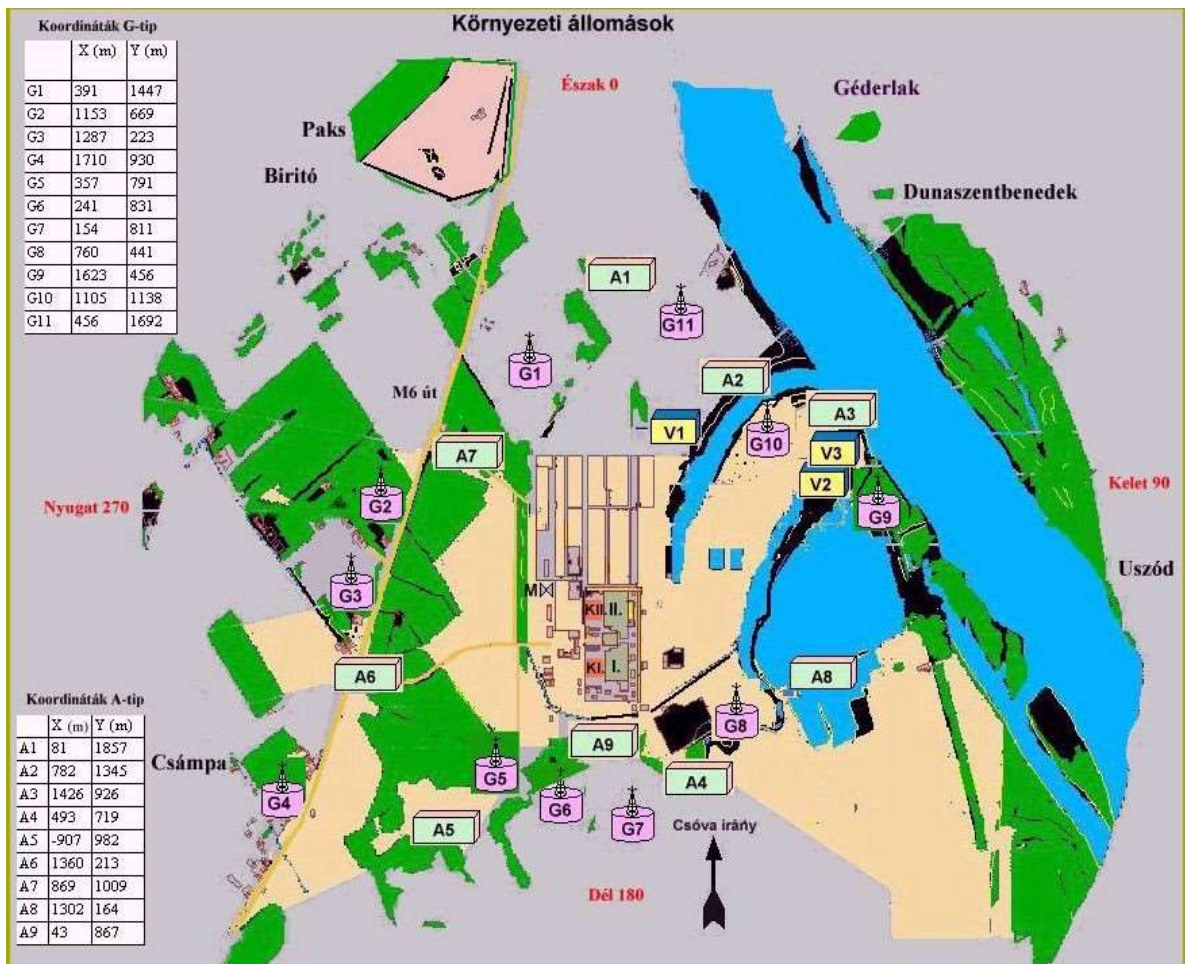 Környezeti állomások
Koordináták G-tip
X (m) Y (m)
G1 391 1447
G2 1153 669
G3 1287 223
G4 1710 930
G5 357 791
G6 241 831
G7 154 811
G8 760 441
G9 1623 456
G10 1105 1138
G11 456 1692
Észak 0
Géderlak
Paks
Biritó
Dunaszentbenedek
A1
G11
G1
A2
M6 út
A3
G10
V1
A7
V3
V2
Kelet 90
G2
Nyugat 270
G9
Uszód
G3
M
KII. II.
KI. I.
A6
A8
Koordináták A-tip
X (m) Y (m)
A1 81 1857
A2 782 1345
A3 1426 926
A4 493 719
A5 -907 982
A6 1360 213
A7 869 1009
A8 1302 164
A9 43 867
G8
A9
Csámpa
G5
A4
G4
G6
G7
A5
Csóva irány
Dél 180